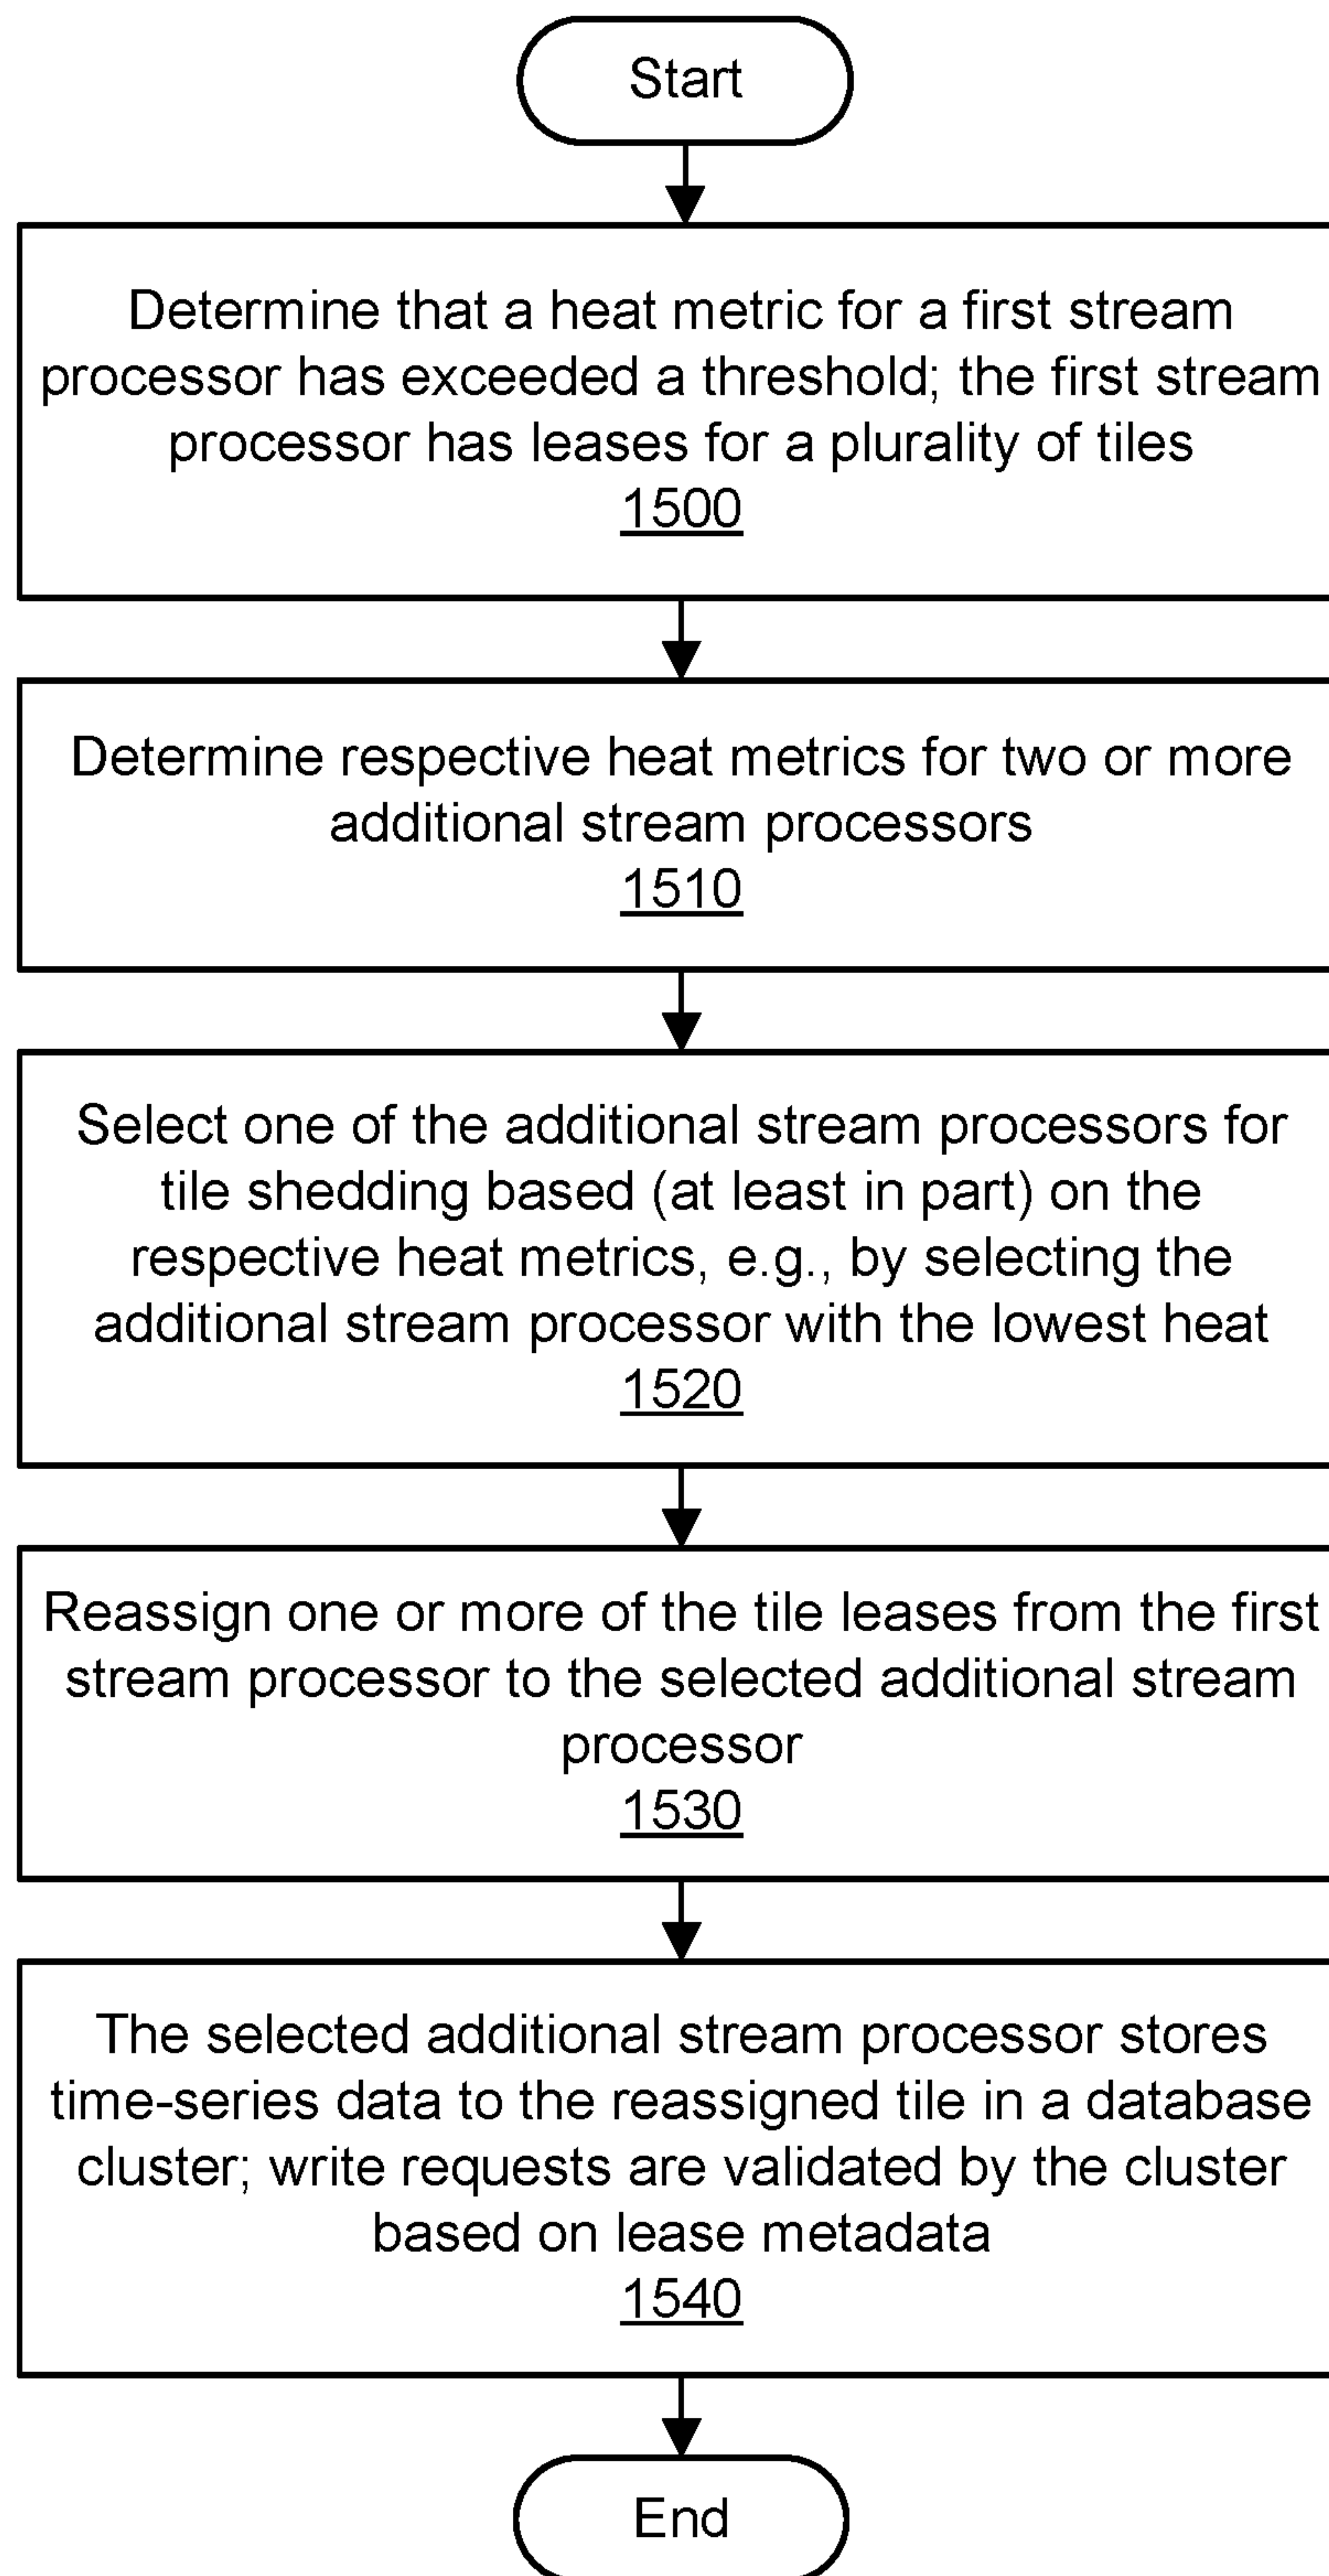 Start
Determine that a heat metric for a first stream
processor has exceeded a threshold; the first stream
processor has leases for a plurality of tiles
1500
Determine respective heat metrics for two or more
additional stream processors
1510
Select one of the additional stream processors for
tile shedding based (at least in part) on the
respective heat metrics, e.g., by selecting the
additional stream processor with the lowest heat
1520
Reassign one or more of the tile leases from the first
stream processor to the selected additional stream
processor
1530
The selected additional stream processor stores
time-series data to the reassigned tile in a database
cluster; write requests are validated by the cluster
based on lease metadata
1540
End